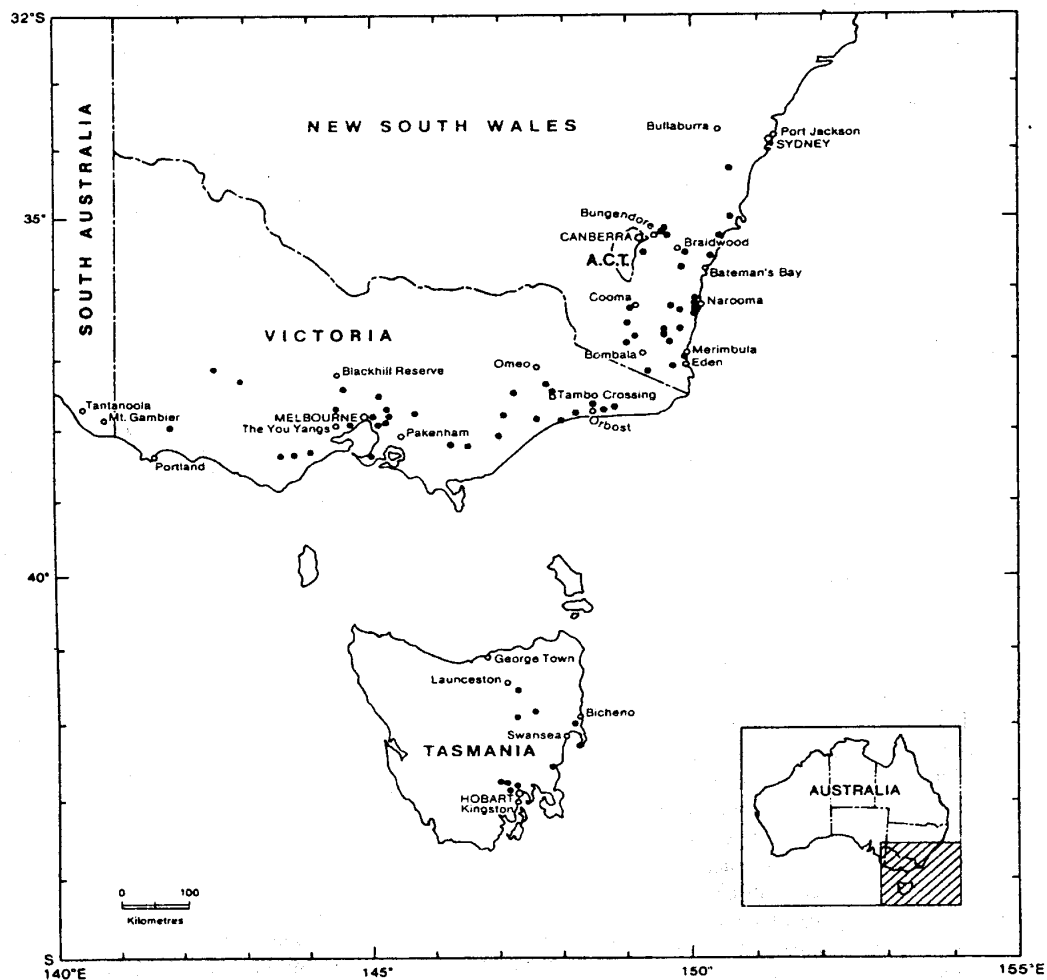 32°S
SOUTH AUSTRALIA
NEW SOUTH WALES
Bullaburra
Port Jackson
SYDNEY
35°
Bungendore
CANBERRA
Braidwood
A.C.T.
Bateman's Bay
Cooma
Narooma
VICTORIA
Bombala
Merimbula
Eden
Omeo
Blackhill Reserve
Tambo Crossing
Tantanoola
Mt. Gambier
MELBOURNE
The You Yangs
Pakenham
Orbost
Portland
40°
George Town
Launceston
Bicheno
Swansea
TASMANIA
HOBART
Kingston
AUSTRALIA
0 100
Kilometres
S
140°E 145° 150° 155°E